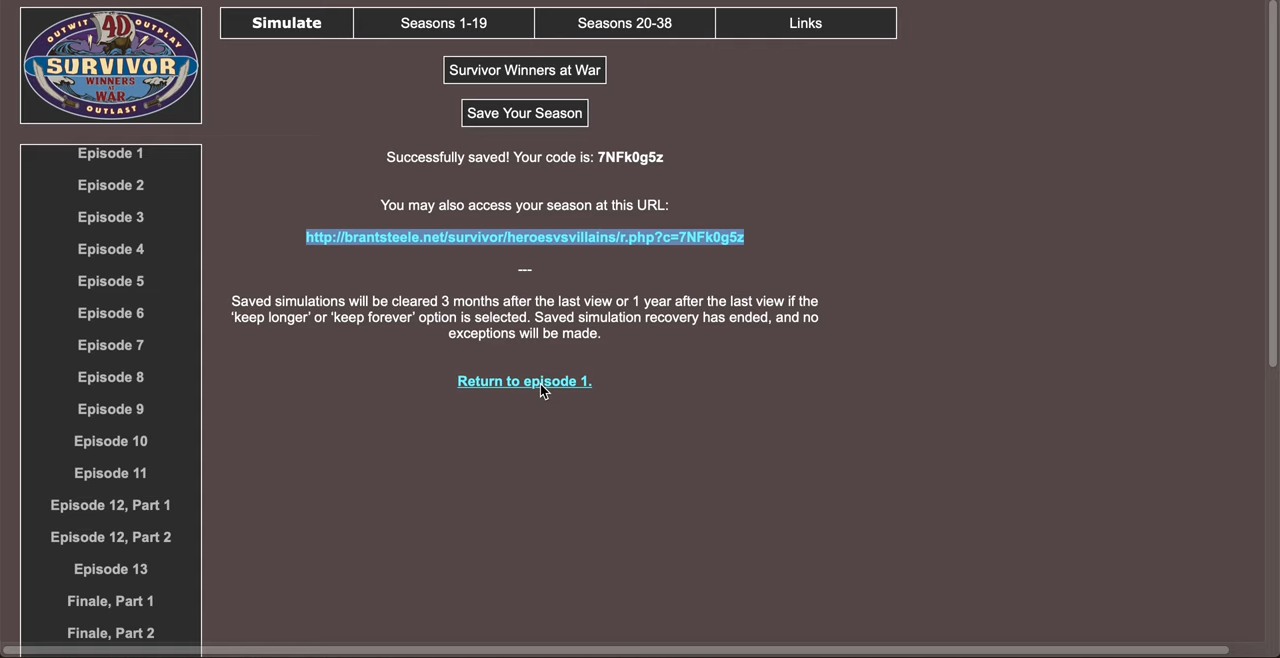 OUTWIT 40 OUTPLAY
SURVIVOR
WINNERS
AT
WAR
OUTLAST
Simulate
Seasons 1-19
Seasons 20-38
Links
Survivor Winners at War
Save Your Season
Successfully saved! Your code is: 7NFk0g5z
You may also access your season at this URL:
http://brantsteele.net/survivor/heroesvsvillains/r.php?c=7NFk0g5z
---
Saved simulations will be cleared 3 months after the last view or 1 year after the last view if the
‘keep longer’ or ‘keep forever’ option is selected. Saved simulation recovery has ended, and no
exceptions will be made.
Return to episode 1.
Episode 1
Episode 2
Episode 3
Episode 4
Episode 5
Episode 6
Episode 7
Episode 8
Episode 9
Episode 10
Episode 11
Episode 12, Part 1
Episode 12, Part 2
Episode 13
Finale, Part 1
Finale, Part 2